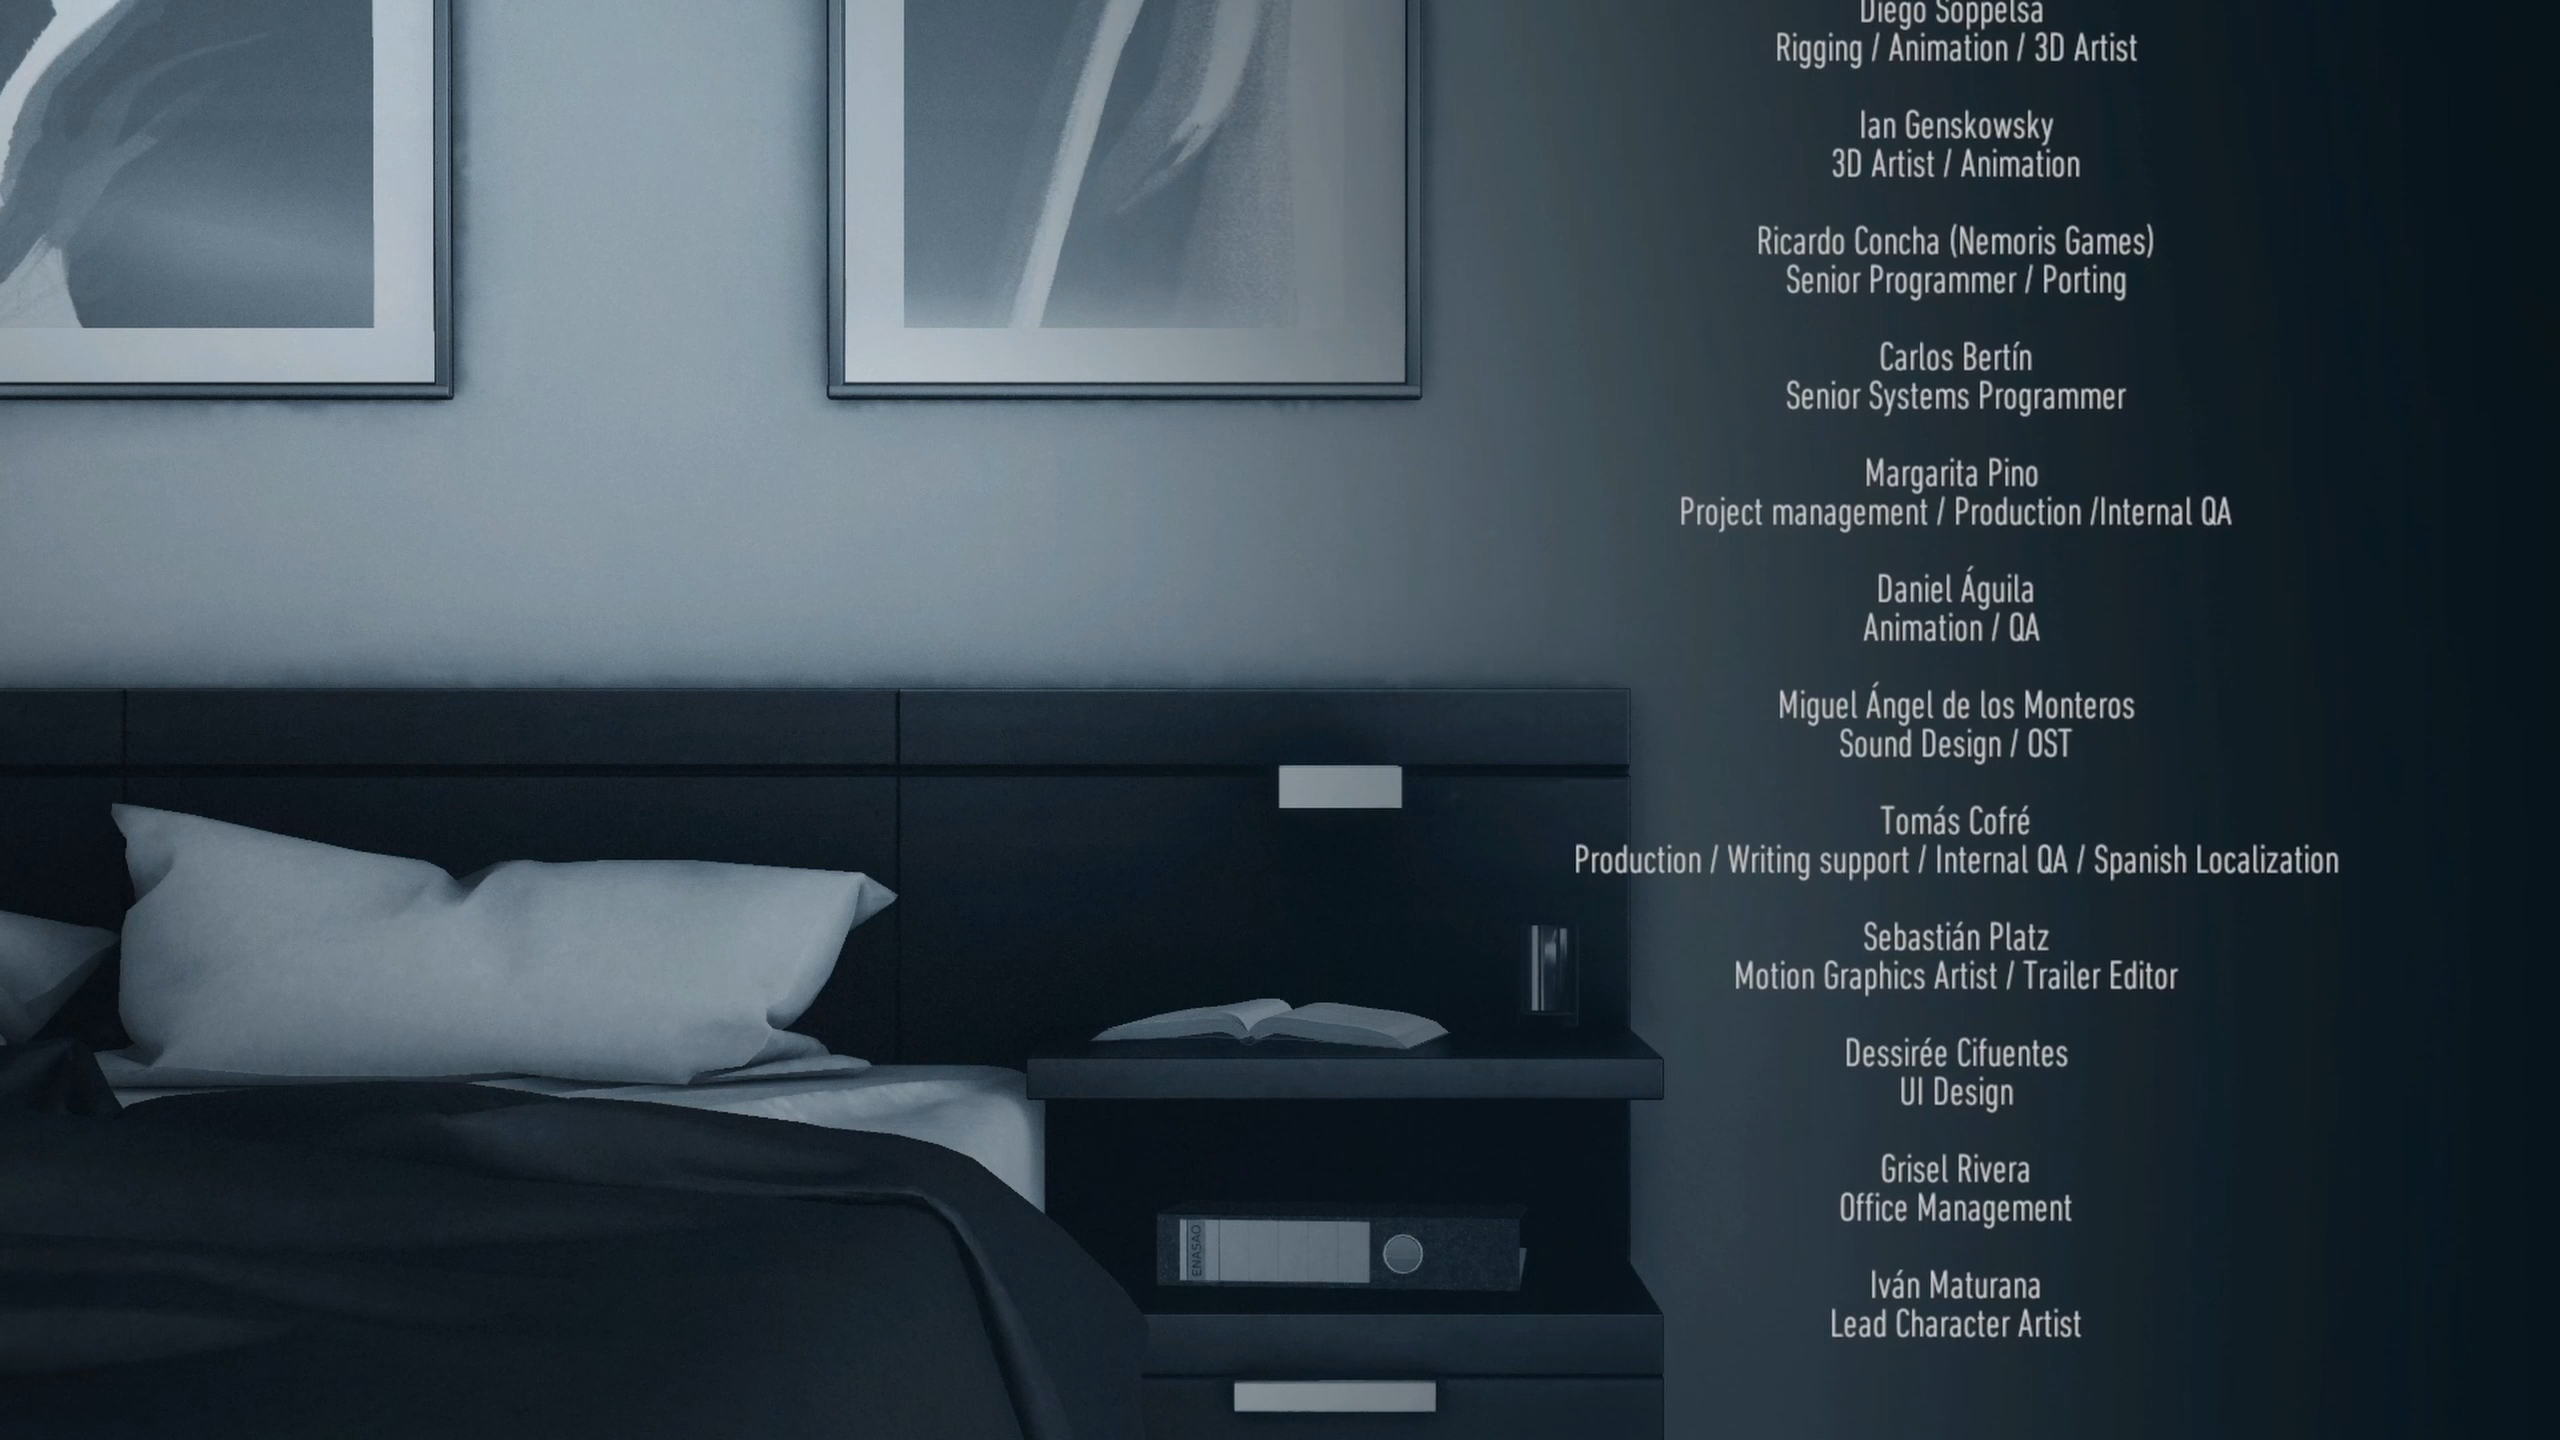 Diego Soppelsa
Rigging / Animation / 3D Artist
Ian Genskowsky
3D Artist / Animation
Ricardo Concha (Nemoris Games)
Senior Programmer / Porting
Carlos Bertín
Senior Systems Programmer
Margarita Pino
Project management / Production /Internal QA
Daniel Águila
Animation / QA
Miguel Ángel de los Monteros
Sound Design / OST
Tomás Cofré
Production / Writing support / Internal QA / Spanish Localization
Sebastián Platz
Motion Graphics Artist / Trailer Editor
Dessirée Cifuentes
UI Design
Grisel Rivera
Office Management
Iván Maturana
Lead Character Artist
ENASAO